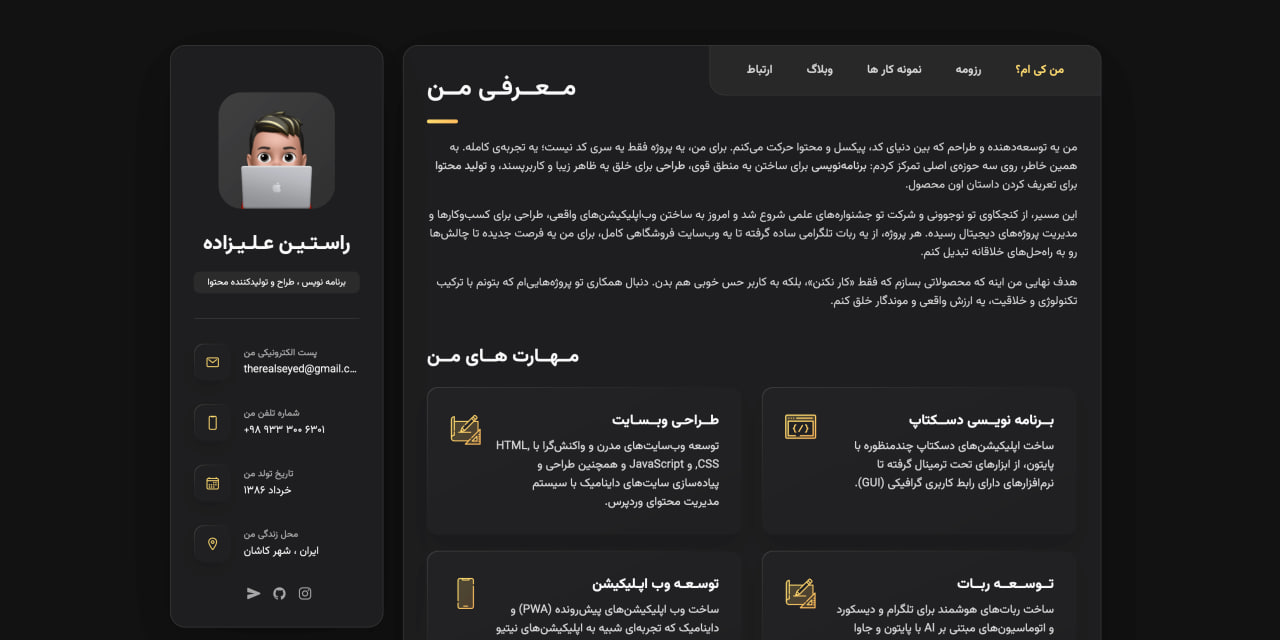 من کی ام؟
رزومه
نمونه کار ها
وبلاگ
ارتباط
مـعـرفی مـن
من یه توسعه‌دهنده و طراحم که بین دنیای کد، پیکسل و محتوا حرکت می‌کنم. برای من، یه پروژه فقط یه سری کد نیست؛ یه تجربه‌ی کامله. به
همین خاطر، روی سه حوزه‌ی اصلی تمرکز کردم: برنامه‌نویسی برای ساختن یه منطق قوی، طراحی برای خلق یه ظاهر زیبا و کاربرپسند، و تولید محتوا
برای تعریف کردن داستان اون محصول.
این مسیر، از کنجکاوی تو نوجوونی و شرکت تو جشنواره‌های علمی شروع شد و امروز به ساختن وب‌اپلیکیشن‌های واقعی، طراحی برای کسب‌وکارها و
مدیریت پروژه‌های دیجیتال رسیده. هر پروژه، از یه ربات تلگرامی ساده گرفته تا یه وب‌سایت فروشگاهی کامل، برای من یه فرصت جدیده تا چالش‌ها
رو به راه‌حل‌های خلاقانه تبدیل کنم.
هدف نهایی من اینه که محصولاتی بسازم که فقط «کار نکنن»، بلکه به کاربر حس خوبی هم بدن. دنبال همکاری تو پروژه‌هایی‌ام که بتونم با ترکیب
تکنولوژی و خلاقیت، یه ارزش واقعی و موندگار خلق کنم.
مـهـارت هـای مـن
بـرنامه نویـسی دسـکتاپ
ساخت اپلیکیشن‌های دسکتاپ چندمنظوره با
پایتون، از ابزارهای تحت ترمینال گرفته تا
نرم‌افزارهای دارای رابط کاربری گرافیکی (GUI).
طـراحـی وبـسـایت
توسعه وب‌سایت‌های مدرن و واکنش‌گرا با HTML,
CSS, و JavaScript و همچنین طراحی و
پیاده‌سازی سایت‌های داینامیک با سیستم
مدیریت محتوای وردپرس.
تـوسـعـه ربـات
ساخت ربات‌های هوشمند برای تلگرام و دیسکورد
و اتوماسیون‌های مبتنی بر AI با پایتون و جاوا
توسـعـه وب اپـلیکیشن
ساخت وب اپلیکیشن‌های پیش‌رونده (PWA) و
داینامیک که تجربه‌ای شبیه به اپلیکیشن‌های نیتیو
راسـتـیـن عـلـیـزاده
برنامه نویس ، طراح و تولیدکننده محتوا
پست الکترونیکی من
therealseyed@gmail.c...
شماره تلفن من
+۹۸ ۹۳۳ ۳۰۰ ۶۳۰۱
تاریخ تولد من
خرداد ۱۳۸۶
محل زندگی من
ایران ، شهر کاشان